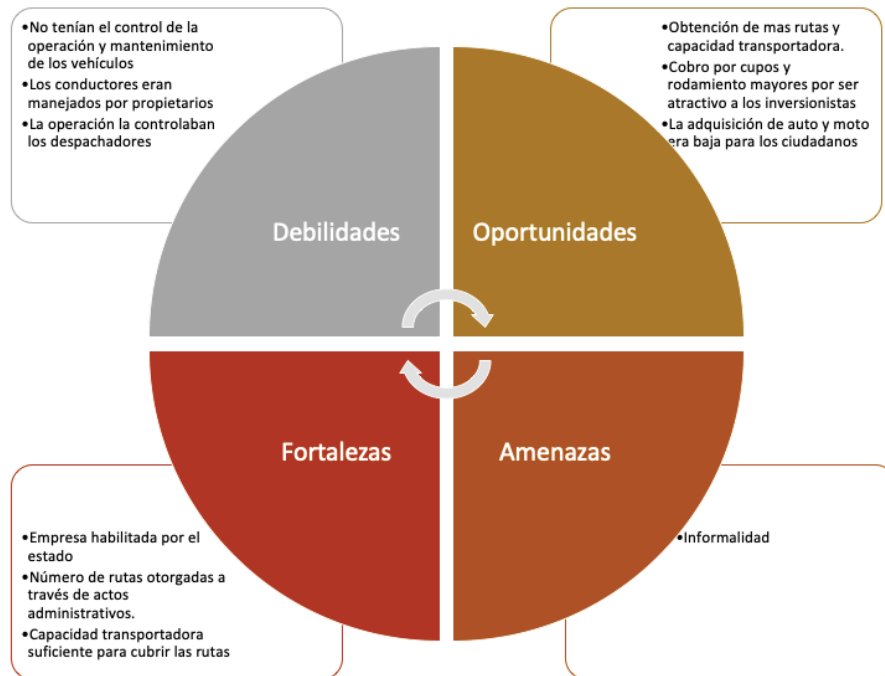 •No tenían el control de la
operación y mantenimiento
de los vehículos
•Los conductores eran
manejados por propietarios
•La operación la controlaban
los despachadores
•Obtención de mas rutas y
capacidad transportadora.
•Cobro por cupos y
rodamiento mayores por ser
atractivo a los inversionistas
•La adquisición de auto y moto
era baja para los ciudadanos
Debilidades
Oportunidades
Fortalezas
Amenazas
•Empresa habilitada por el
estado
•Número de rutas otorgadas a
través de actos
administrativos.
•Capacidad transportadora
suficiente para cubrir las rutas
•Informalidad